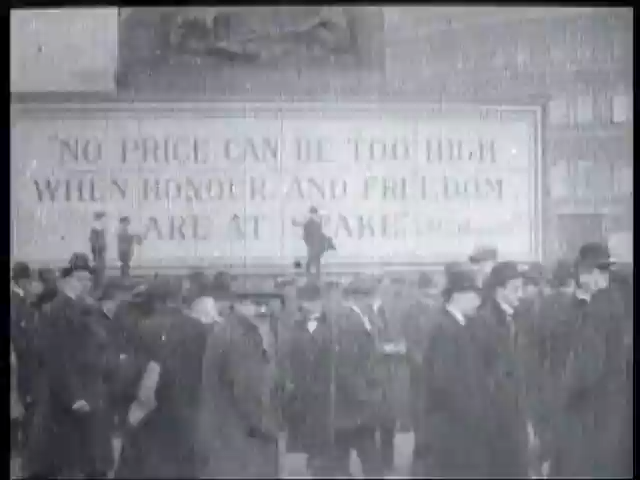 "NO PRICE CAN BE TOO HIGH
WHEN HONOUR AND FREEDOM
ARE AT STAKE"